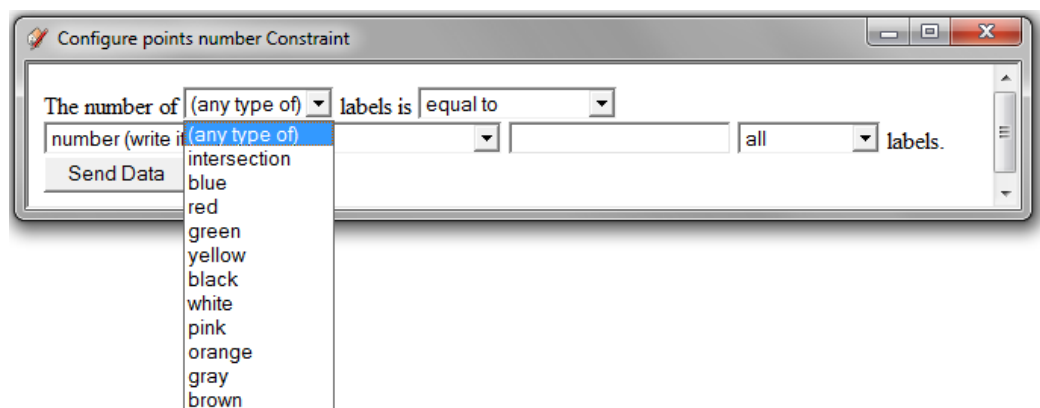 Configure points number Constraint
The number of (any type of) labels is equal to
number (write i all labels.
Send Data
(any type of)
intersection
blue
red
green
yellow
black
white
pink
orange
gray
brown